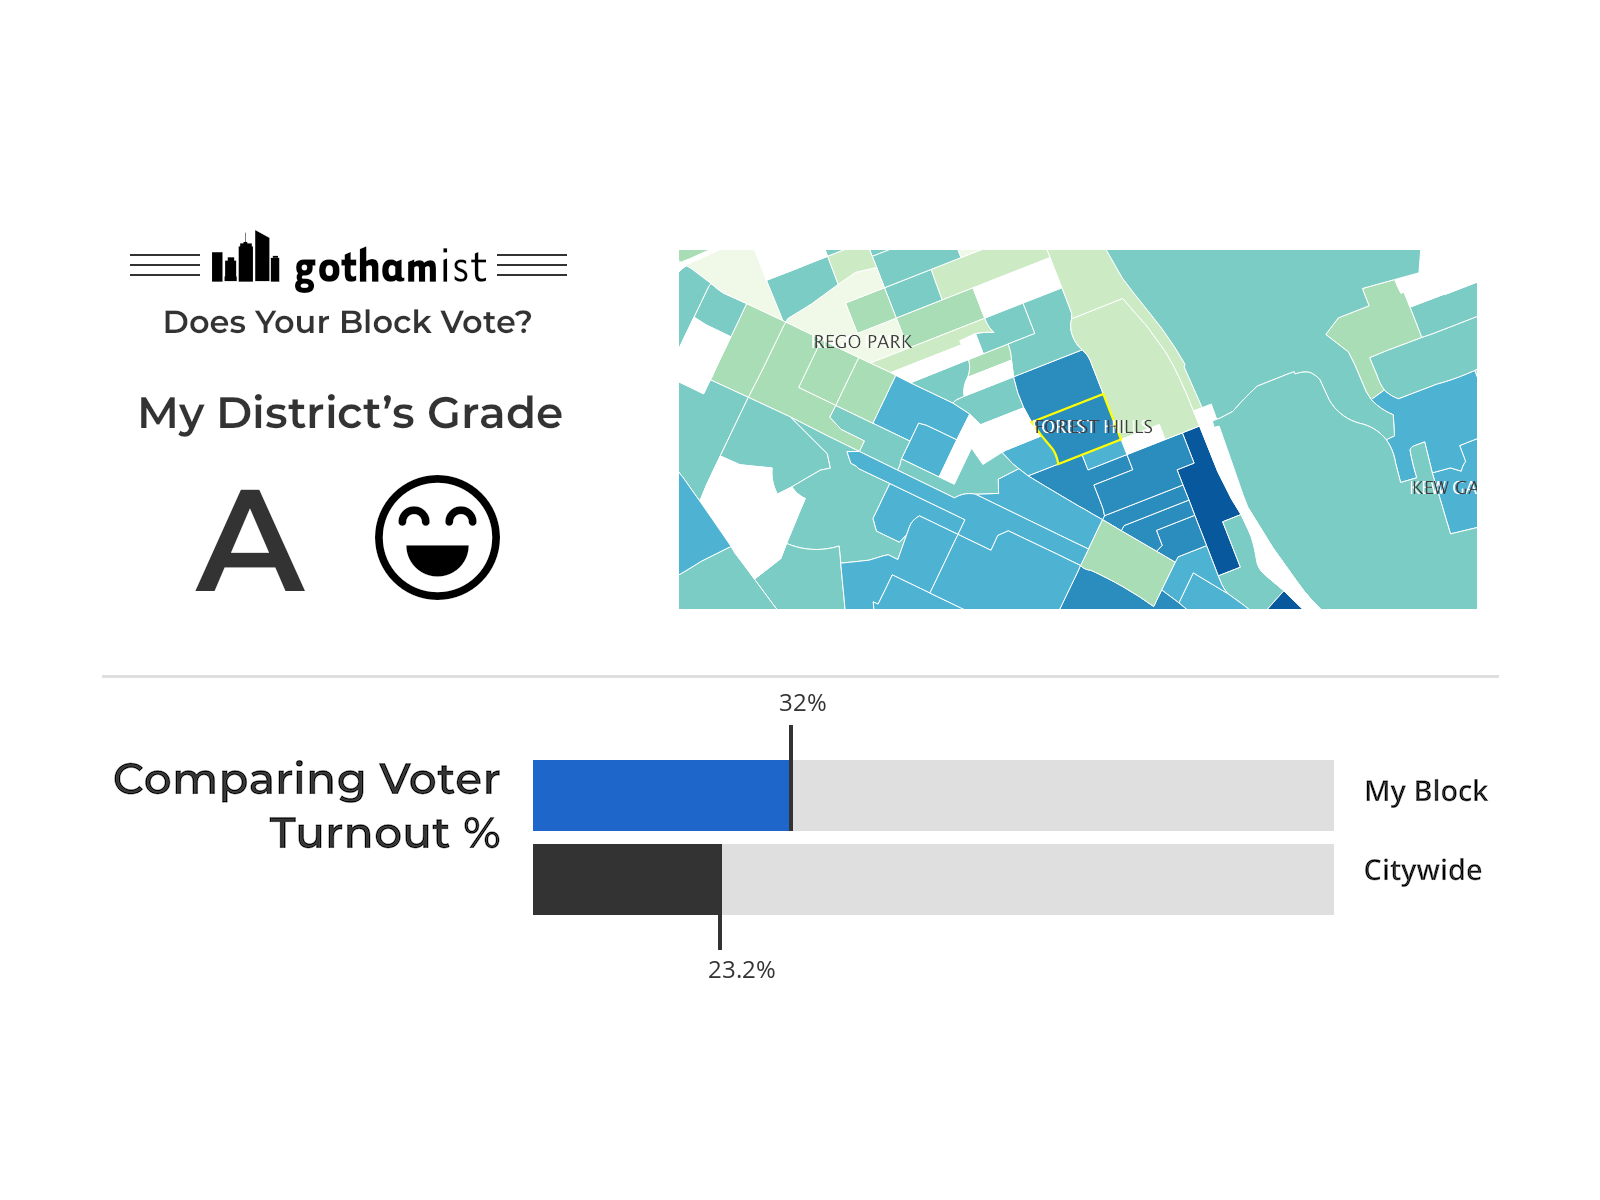 gothamist
Does Your Block Vote?
My District's Grade
A
REGO PARK
FOREST HILLS
KEW GA
32%
Comparing Voter
Turnout %
My Block
Citywide
23.2%